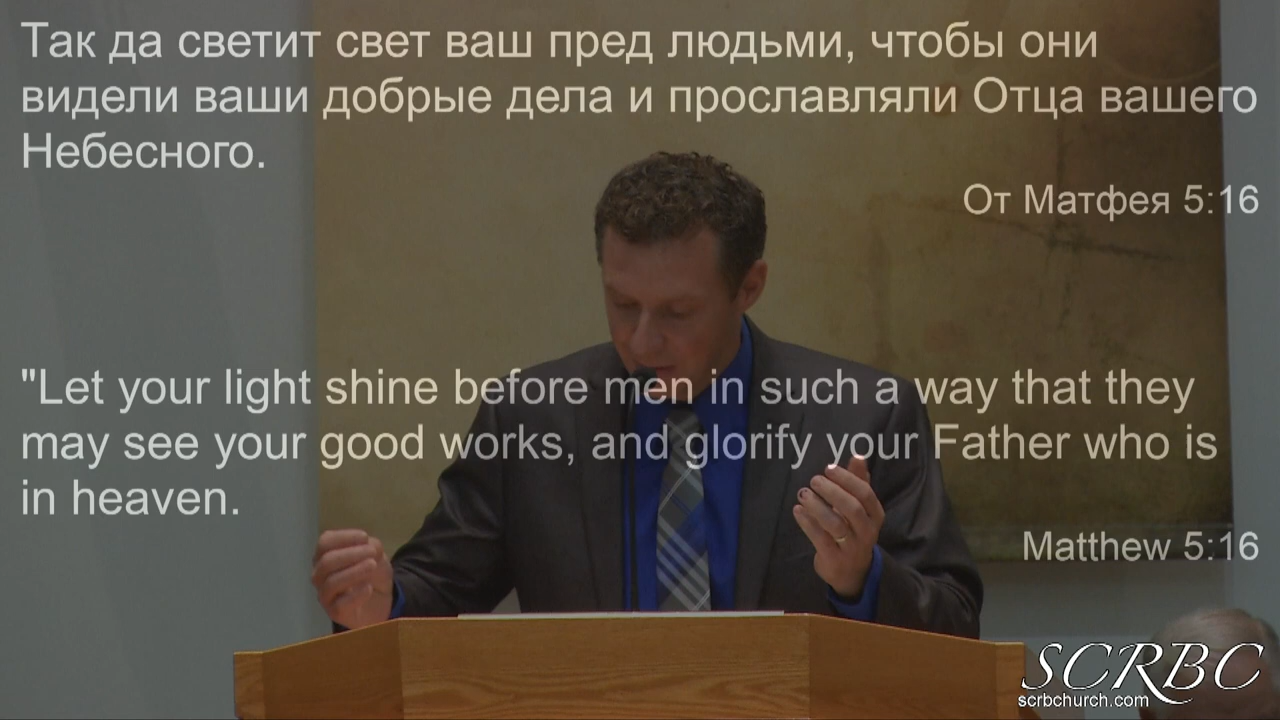 Так да светит свет ваш пред людьми, чтобы они
видели ваши добрые дела и прославляли Отца вашего
Небесного.
От Матфея 5:16
"Let your light shine before men in such a way that they
may see your good works, and glorify your Father who is
in heaven.
Matthew 5:16
SCRBC
scrbchurch.com